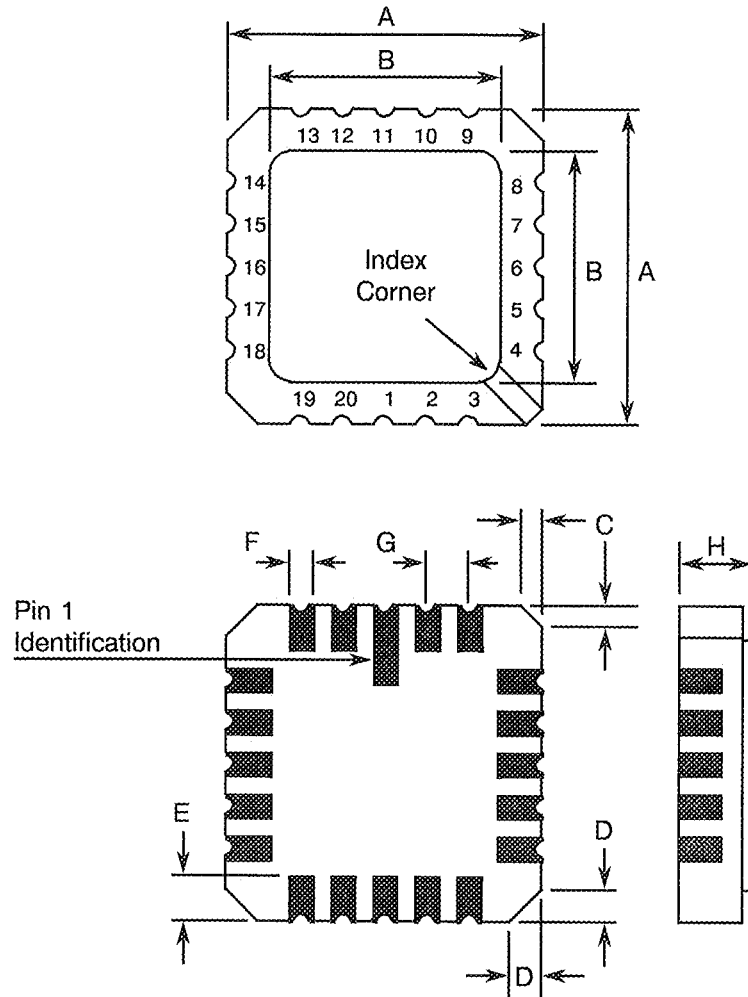 A
B
13 12 11 10 9
14 8
15 7
16 6
17 5
18 4
Index
Corner
B
A
19 20 1 2 3
F
G
C
H
Pin 1
Identification
E
D
D